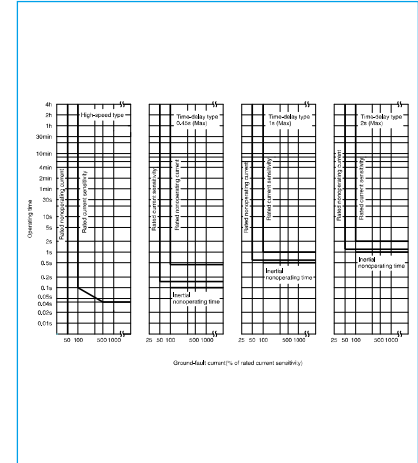 4h
2h
1h
30min
10min
4min
2min
1min
30s
10s
5s
2s
1s
0.5s
0.2s
0.1s
0.05s
0.04s
0.02s
0.01s
Operating time
High-speed type
Rated nonoperating current
Rated current sensitivity
50 100 500 1000
Time-delay type
0.45s (Max)
Rated current sensitivity
Rated nonoperating current
Inertial
nonoperating time
25 50 100 500 1000
Time-delay type
1s (Max)
Rated nonoperating current
Rated current sensitivity
Inertial
nonoperating time
25 50 100 500 1000
Time-delay type
2s (Max)
Rated nonoperating current
Rated current sensitivity
Inertial
nonoperating time
25 50 100 500 1000
Ground-fault current(% of rated current sensitivity)